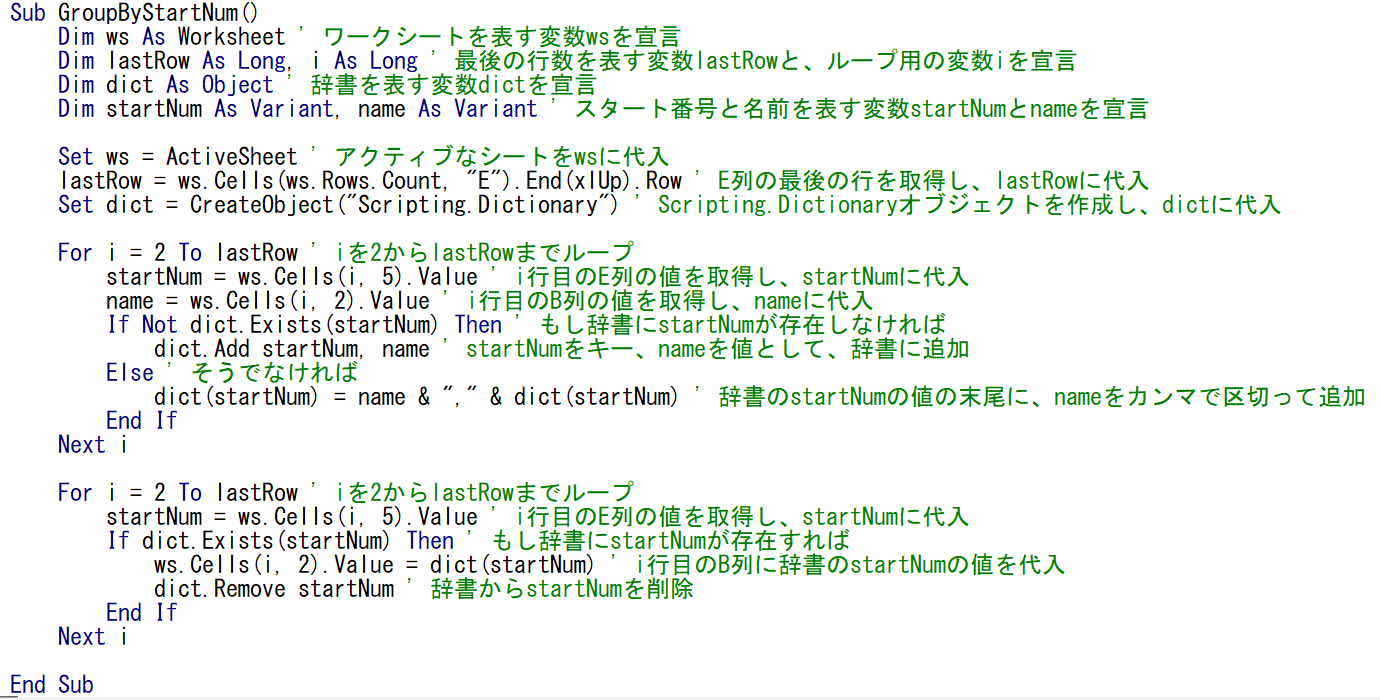 Sub GroupByStartNum()
Dim ws As Worksheet ' ワークシートを表す変数wsを宣言
Dim lastRow As Long, i As Long ' 最後の行数を表す変数lastRowと、ループ用の変数iを宣言
Dim dict As Object ' 辞書を表す変数dictを宣言
Dim startNum As Variant, name As Variant ' スタート番号と名前を表す変数startNumとnameを宣言
Set ws = ActiveSheet ' アクティブなシートをwsに代入
lastRow = ws.Cells(ws.Rows.Count, "E").End(xlUp).Row ' E列の最後の行を取得し、lastRowに代入
Set dict = CreateObject("Scripting.Dictionary") ' Scripting.Dictionaryオブジェクトを作成し、dictに代入
For i = 2 To lastRow ' iを2からlastRowまでループ
startNum = ws.Cells(i, 5).Value ' i行目のE列の値を取得し、startNumに代入
name = ws.Cells(i, 2).Value ' i行目のB列の値を取得し、nameに代入
If Not dict.Exists(startNum) Then ' もし辞書にstartNumが存在しなければ
dict.Add startNum, name ' startNumをキー、nameを値として、辞書に追加
Else ' そうでなければ
dict(startNum) = name & "," & dict(startNum) ' 辞書のstartNumの値の末尾に、nameをカンマで区切って追加
End If
Next i
For i = 2 To lastRow ' iを2からlastRowまでループ
startNum = ws.Cells(i, 5).Value ' i行目のE列の値を取得し、startNumに代入
If dict.Exists(startNum) Then ' もし辞書にstartNumが存在すれば
ws.Cells(i, 2).Value = dict(startNum) ' i行目のB列に辞書のstartNumの値を代入
dict.Remove startNum ' 辞書からstartNumを削除
End If
Next i
End Sub